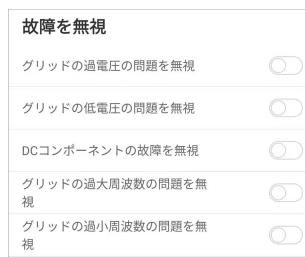 故障を無視
グリッドの過電圧の問題を無視
グリッドの低電圧の問題を無視
DCコンポーネントの故障を無視
グリッドの過大周波数の問題を無
視
グリッドの過小周波数の問題を無
視